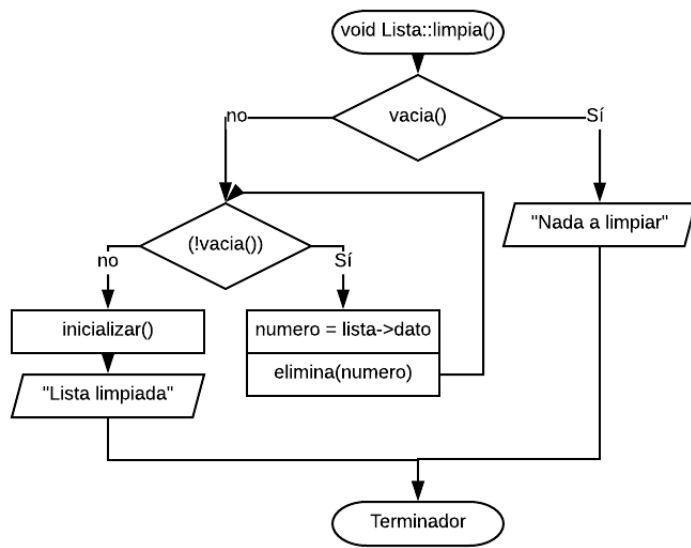 void Lista::limpia()
vacia()
no
Sí
"Nada a limpiar"
(!vacia())
no
Sí
inicializar()
numero = lista->dato
elimina(numero)
"Lista limpiada"
Terminador